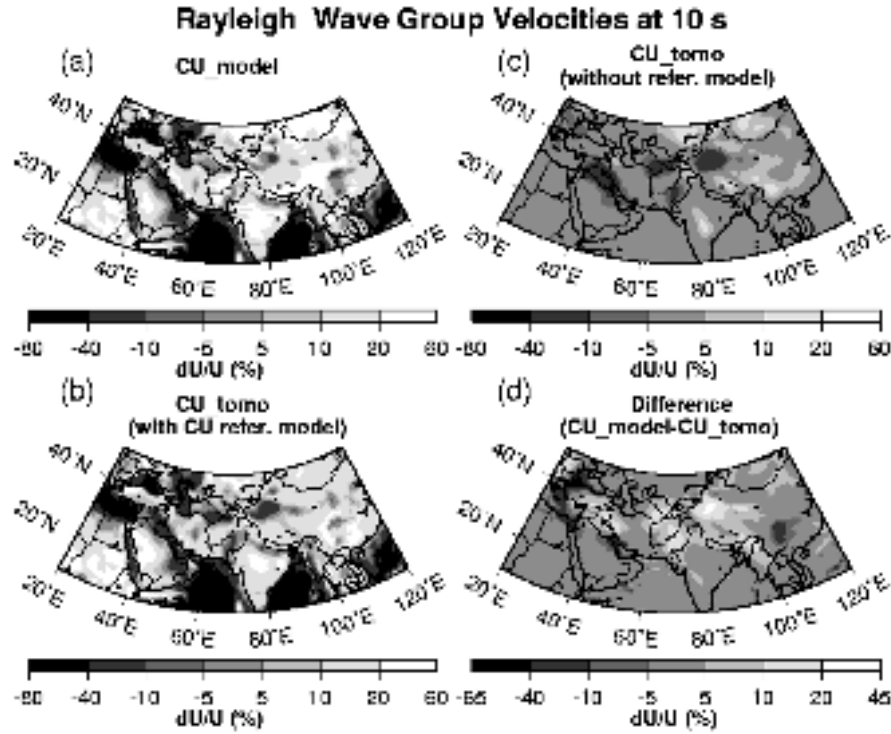 Rayleigh Wave Group Velocities at 10 s
(a)
CU_model
40°N
20°N
20°E
40°E
60°E
80°E
100°E
120°E
-60 -40 -10 -5 5 10 20 60
dU/U (%)
(c)
CU_tomo
(without refer. model)
40°N
20°N
20°E
40°E
60°E
80°E
100°E
120°E
-60 -40 -10 -5 5 10 20 60
dU/U (%)
(b)
CU_tomo
(with CU refer. model)
40°N
20°N
20°E
40°E
60°E
80°E
100°E
120°E
-60 -40 -10 -5 5 10 20 60
dU/U (%)
(d)
Difference
(CU_model-CU_tomo)
40°N
20°N
20°E
40°E
60°E
80°E
100°E
120°E
-40 -10 -5 5 10 20 45
dU/U (%)